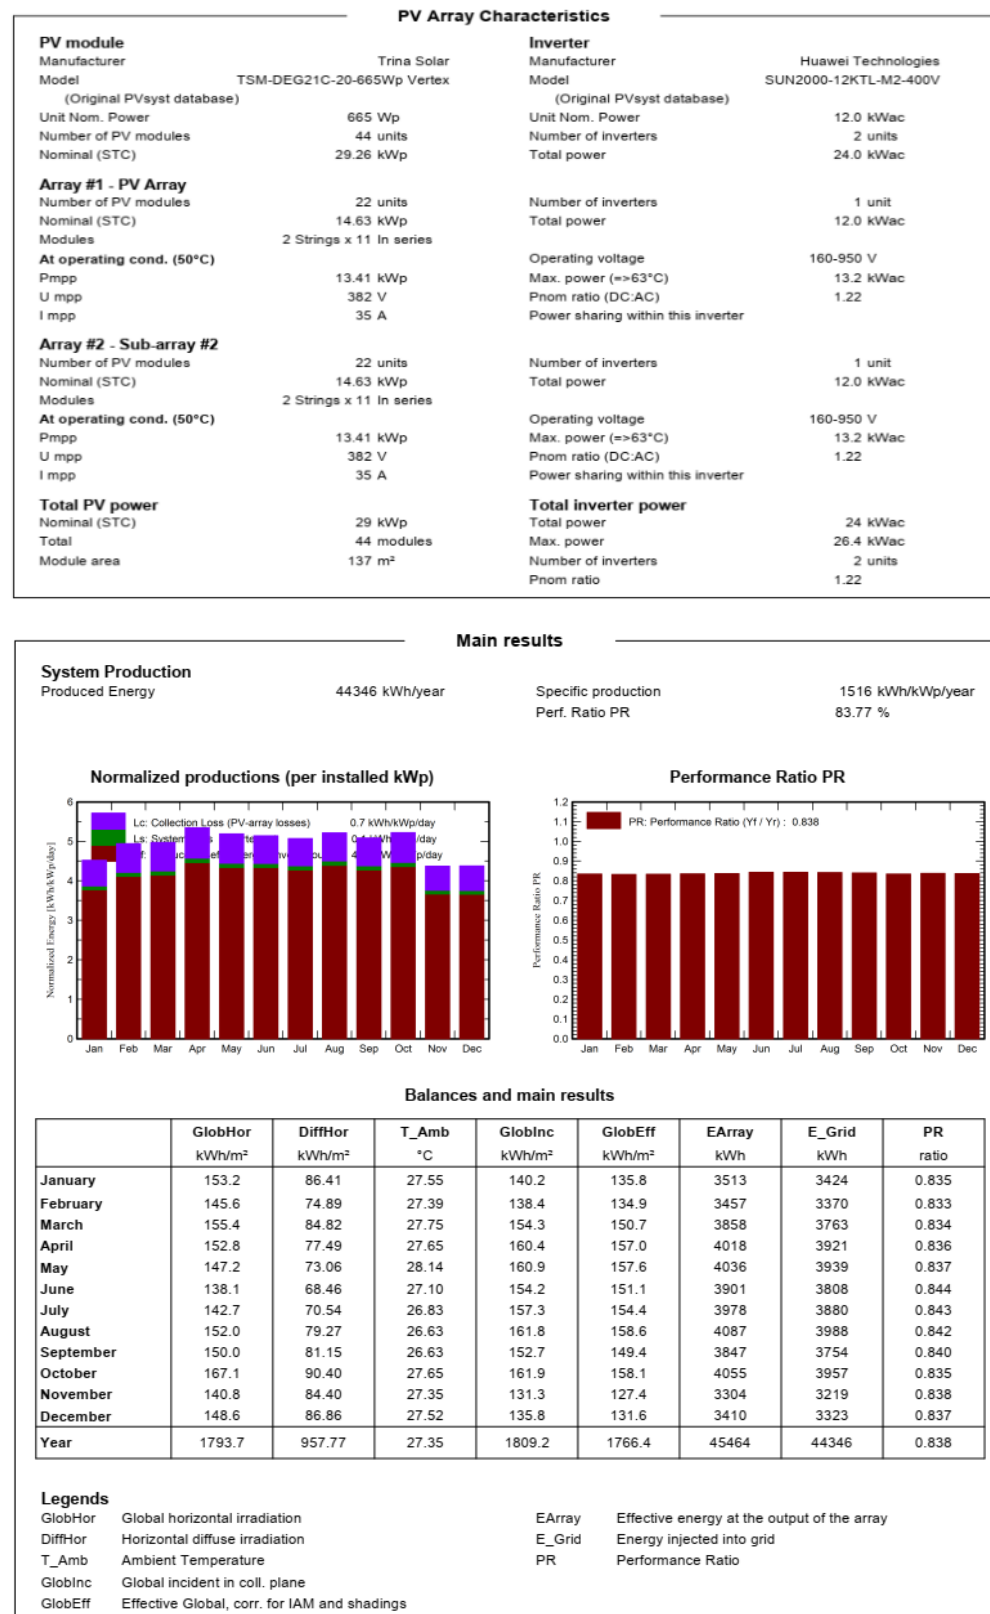 PV Array Characteristics
PV module
Manufacturer Trina Solar
Model TSM-DEG21C-20-665Wp Vertex
(Original PVsyst database)
Unit Nom. Power 665 Wp
Number of PV modules 44 units
Nominal (STC) 29.26 kWp
Inverter
Manufacturer Huawei Technologies
Model SUN2000-12KTL-M2-400V
(Original PVsyst database)
Unit Nom. Power 12.0 kWac
Number of inverters 2 units
Total power 24.0 kWac
Array #1 - PV Array
Number of PV modules 22 units
Nominal (STC) 14.63 kWp
Modules 2 Strings x 11 In series
At operating cond. (50°C)
Pmpp 13.41 kWp
U mpp 382 V
I mpp 35 A
Number of inverters 1 unit
Total power 12.0 kWac
Operating voltage 160-950 V
Max. power (=>63°C) 13.2 kWac
Pnom ratio (DC:AC) 1.22
Power sharing within this inverter
Array #2 - Sub-array #2
Number of PV modules 22 units
Nominal (STC) 14.63 kWp
Modules 2 Strings x 11 In series
At operating cond. (50°C)
Pmpp 13.41 kWp
U mpp 382 V
I mpp 35 A
Number of inverters 1 unit
Total power 12.0 kWac
Operating voltage 160-950 V
Max. power (=>63°C) 13.2 kWac
Pnom ratio (DC:AC) 1.22
Power sharing within this inverter
Total PV power
Nominal (STC) 29 kWp
Total 44 modules
Module area 137 m²
Total inverter power
Total power 24 kWac
Max. power 26.4 kWac
Number of inverters 2 units
Pnom ratio 1.22
Main results
System Production
Produced Energy 44346 kWh/year
Specific production 1516 kWh/kWp/year
Perf. Ratio PR 83.77 %
Normalized productions (per installed kWp)
Lc: Collection Loss (PV-array losses) 0.7 kWh/kWp/day
Normalized Energy [kWh/kWp/day]
6
5
4
3
2
1
0
Jan Feb Mar Apr May Jun Jul Aug Sep Oct Nov Dec
Performance Ratio PR
PR: Performance Ratio (Yf / Yr) : 0.838
Performance Ratio PR
1.2
1.1
1.0
0.9
0.8
0.7
0.6
0.5
0.4
0.3
0.2
0.1
0.0
Jan Feb Mar Apr May Jun Jul Aug Sep Oct Nov Dec
Balances and main results
GlobHor DiffHor T_Amb GlobInc GlobEff EArray E_Grid PR
kWh/m² kWh/m² °C kWh/m² kWh/m² kWh kWh ratio
January 153.2 86.41 27.55 140.2 135.8 3513 3424 0.835
February 145.6 74.89 27.39 138.4 134.9 3457 3370 0.833
March 155.4 84.82 27.75 154.3 150.7 3858 3763 0.834
April 152.8 77.49 27.65 160.4 157.0 4018 3921 0.836
May 147.2 73.06 28.14 160.9 157.6 4036 3939 0.837
June 138.1 68.46 27.10 154.2 151.1 3901 3808 0.844
July 142.7 70.54 26.83 157.3 154.4 3978 3880 0.843
August 152.0 79.27 26.63 161.8 158.6 4087 3988 0.842
September 150.0 81.15 26.63 152.7 149.4 3847 3754 0.840
October 167.1 90.40 27.65 161.9 158.1 4055 3957 0.835
November 140.8 84.40 27.35 131.3 127.4 3304 3219 0.838
December 148.6 86.86 27.52 135.8 131.6 3410 3323 0.837
Year 1793.7 957.77 27.35 1809.2 1766.4 45464 44346 0.838
Legends
GlobHor Global horizontal irradiation
DiffHor Horizontal diffuse irradiation
T_Amb Ambient Temperature
GlobInc Global incident in coll. plane
GlobEff Effective Global, corr. for IAM and shadings
EArray Effective energy at the output of the array
E_Grid Energy injected into grid
PR Performance Ratio